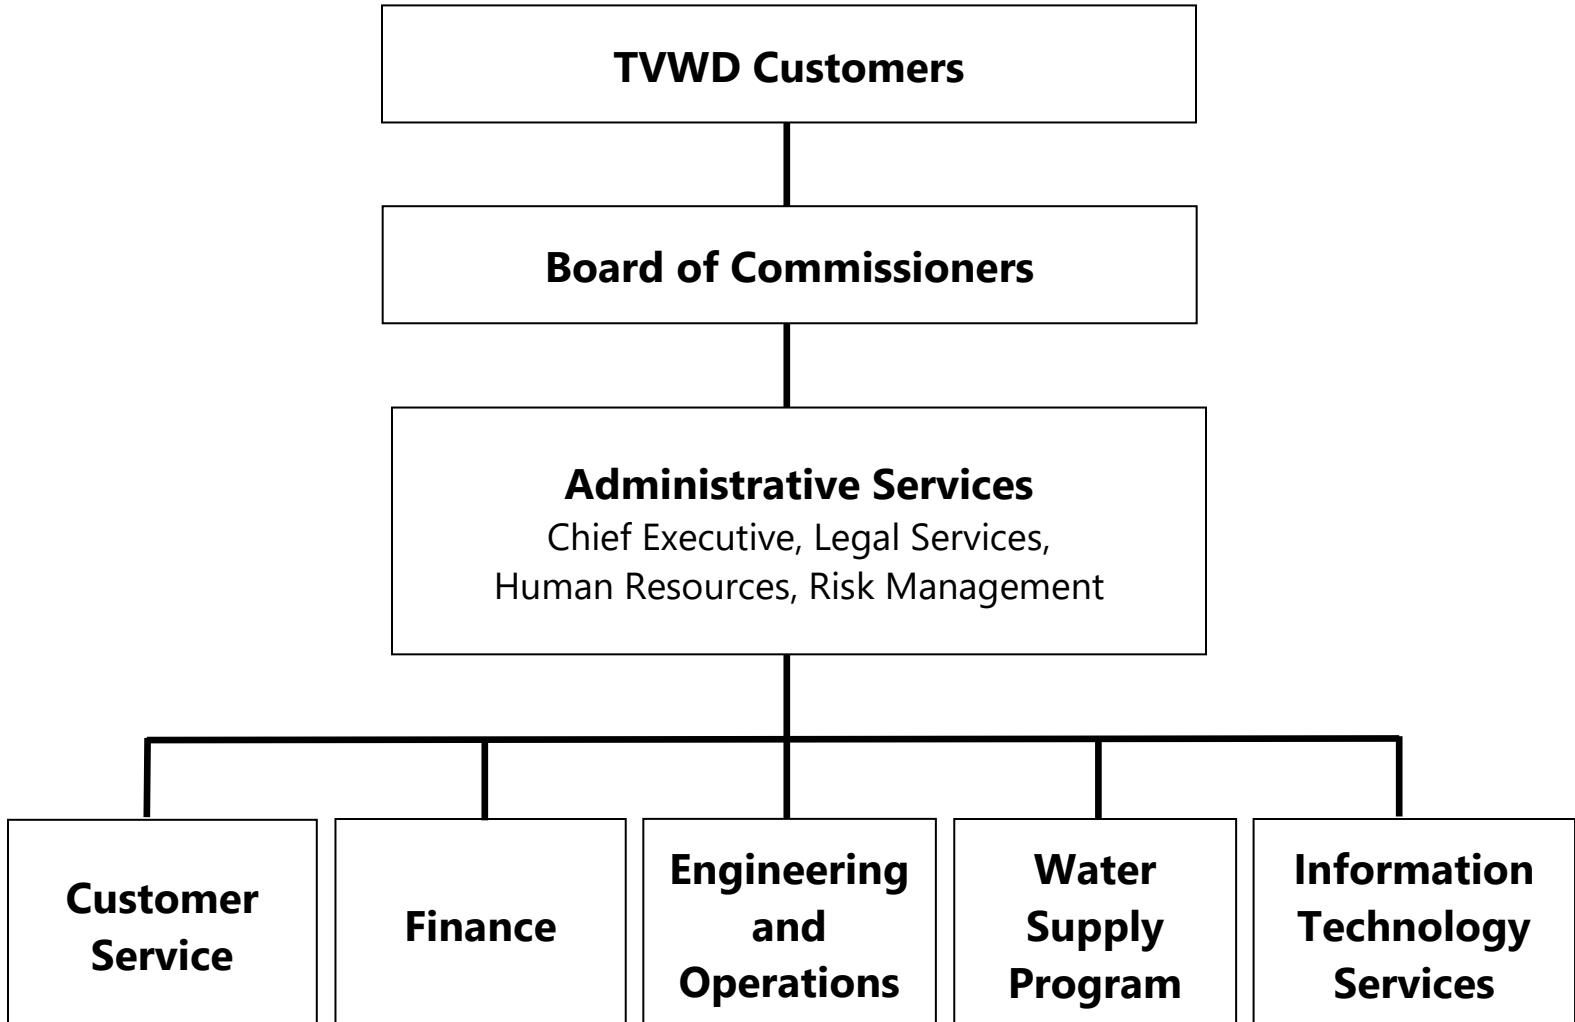 TVWD Customers
Board of Commissioners
Administrative Services
Chief Executive, Legal Services,
Human Resources, Risk Management
Customer
Service
Finance
Engineering
and
Operations
Water
Supply
Program
Information
Technology
Services